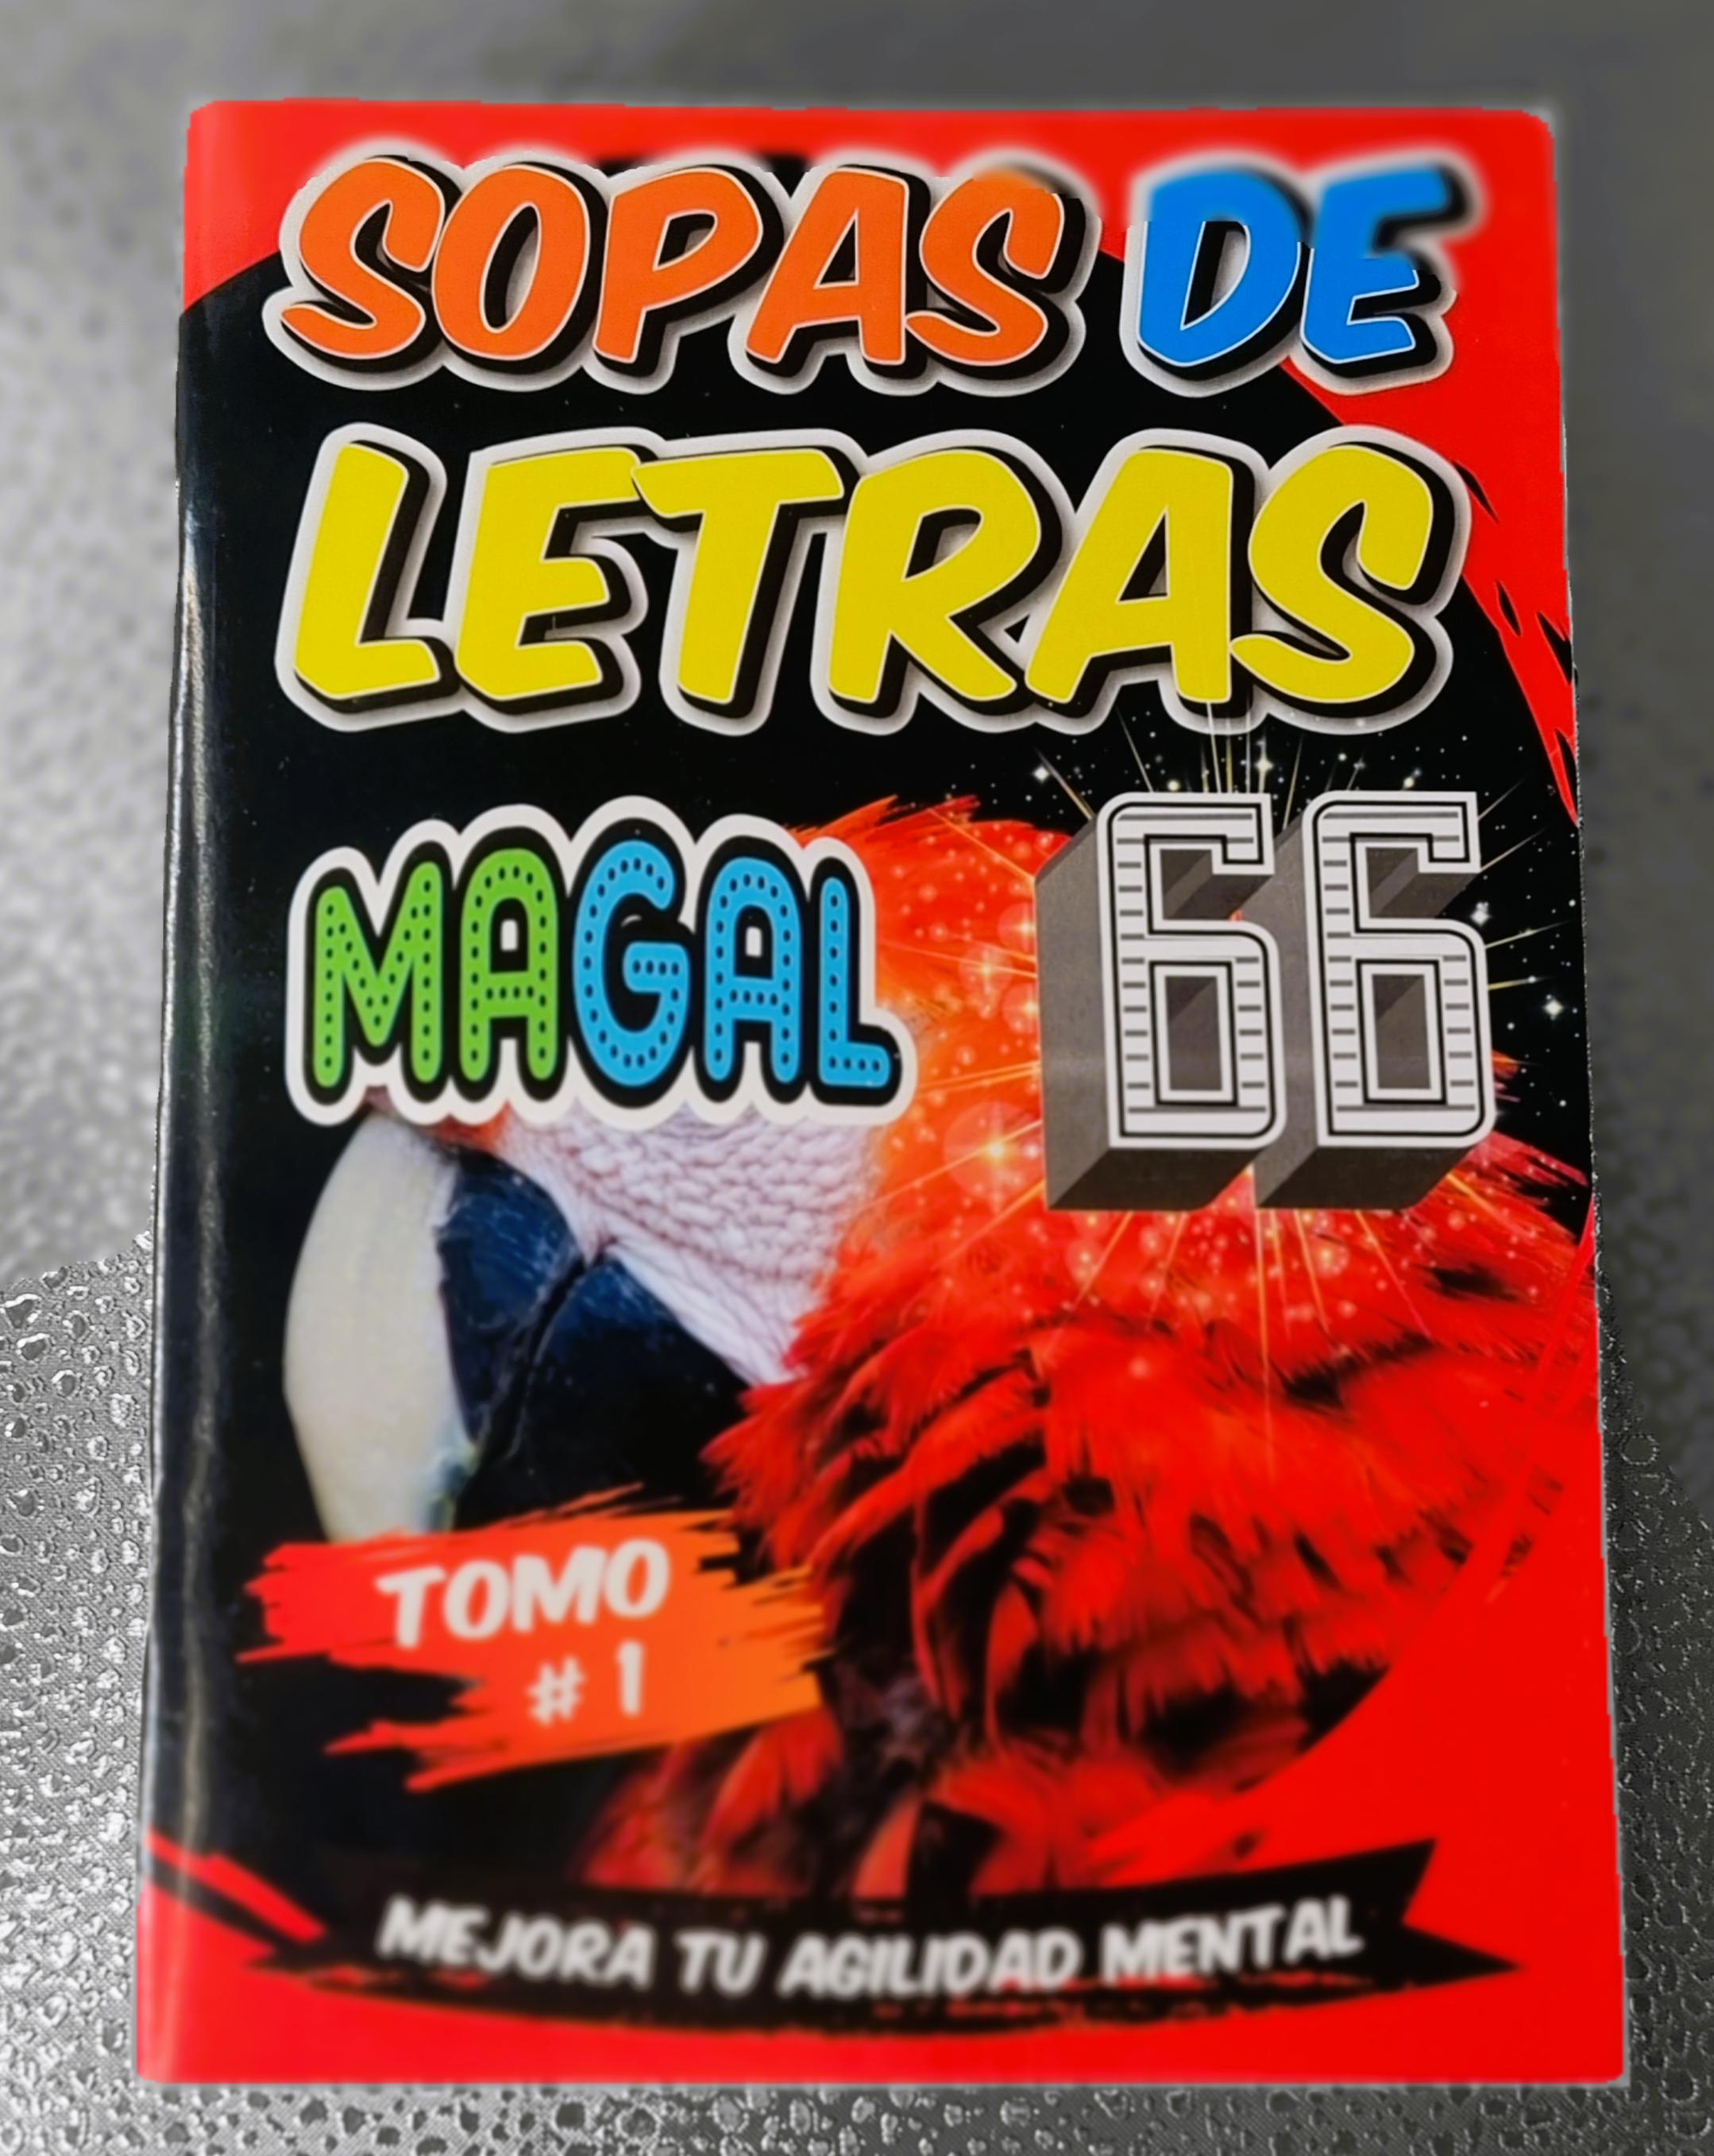 SOPAS DE
LETRAS
MAGAL 66
TOMO
# 1
MEJORA TU AGILIDAD MENTAL